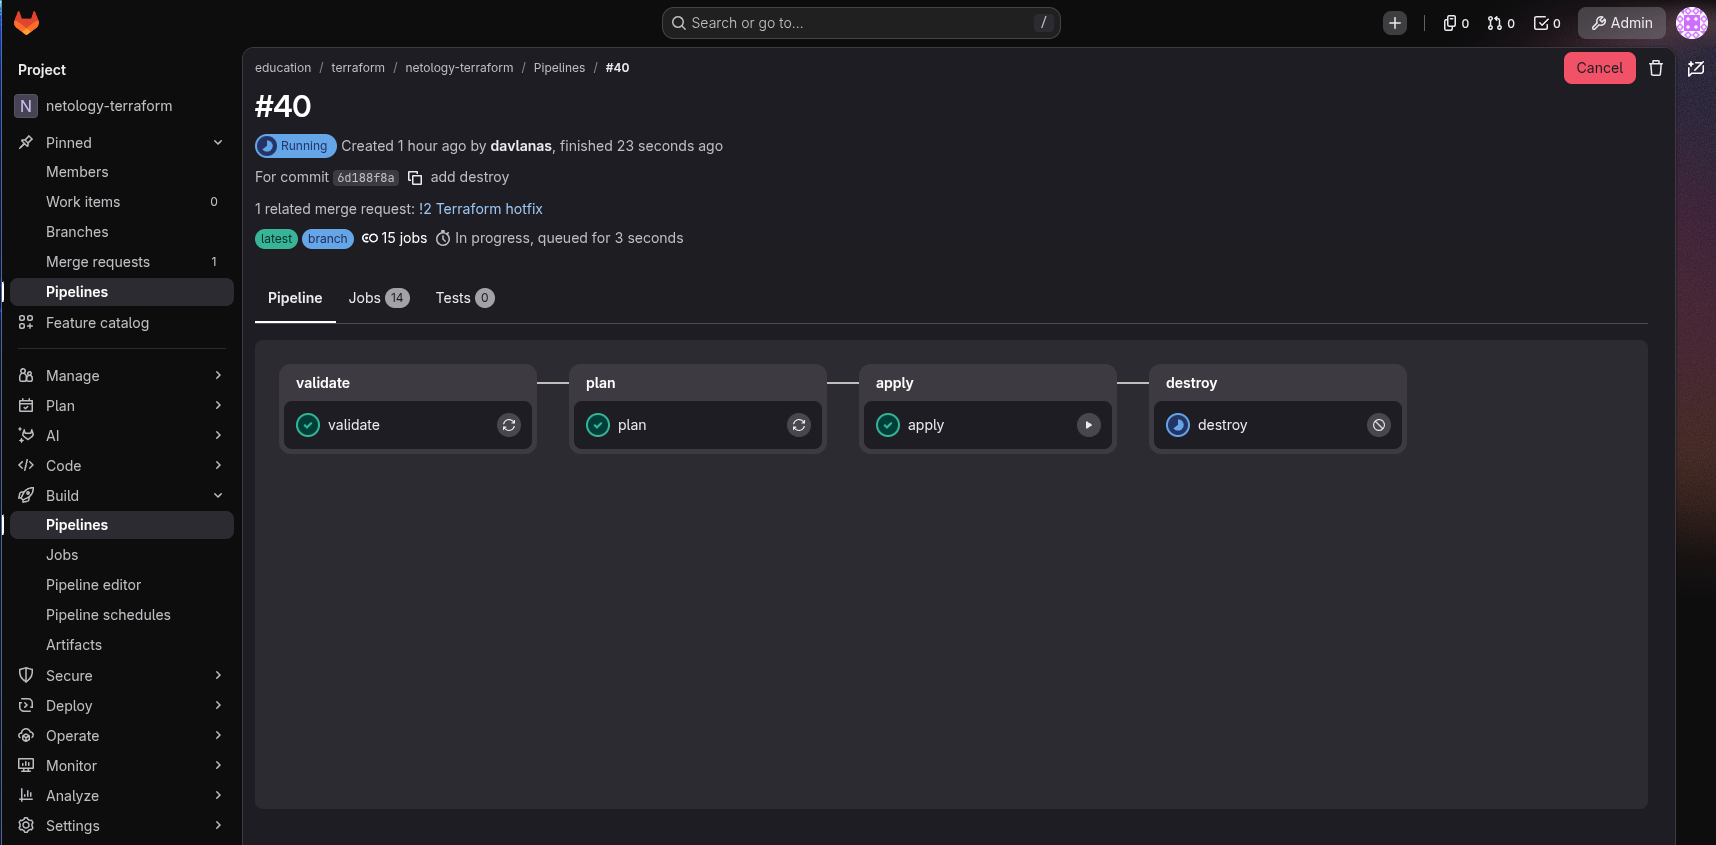 Search or go to...
/
0
0
0
Admin
Project
N
netology-terraform
Pinned
Members
Work items 0
Branches
Merge requests 1
Pipelines
Feature catalog
Manage
Plan
AI
Code
Build
Pipelines
Jobs
Pipeline editor
Pipeline schedules
Artifacts
Secure
Deploy
Operate
Monitor
Analyze
Settings
education / terraform / netology-terraform / Pipelines / #40
Cancel
#40
Running Created 1 hour ago by davlanas, finished 23 seconds ago
For commit 6d188f8a add destroy
1 related merge request: !2 Terraform hotfix
latest branch 15 jobs In progress, queued for 3 seconds
Pipeline Jobs 14 Tests 0
validate
validate
plan
plan
apply
apply
destroy
destroy